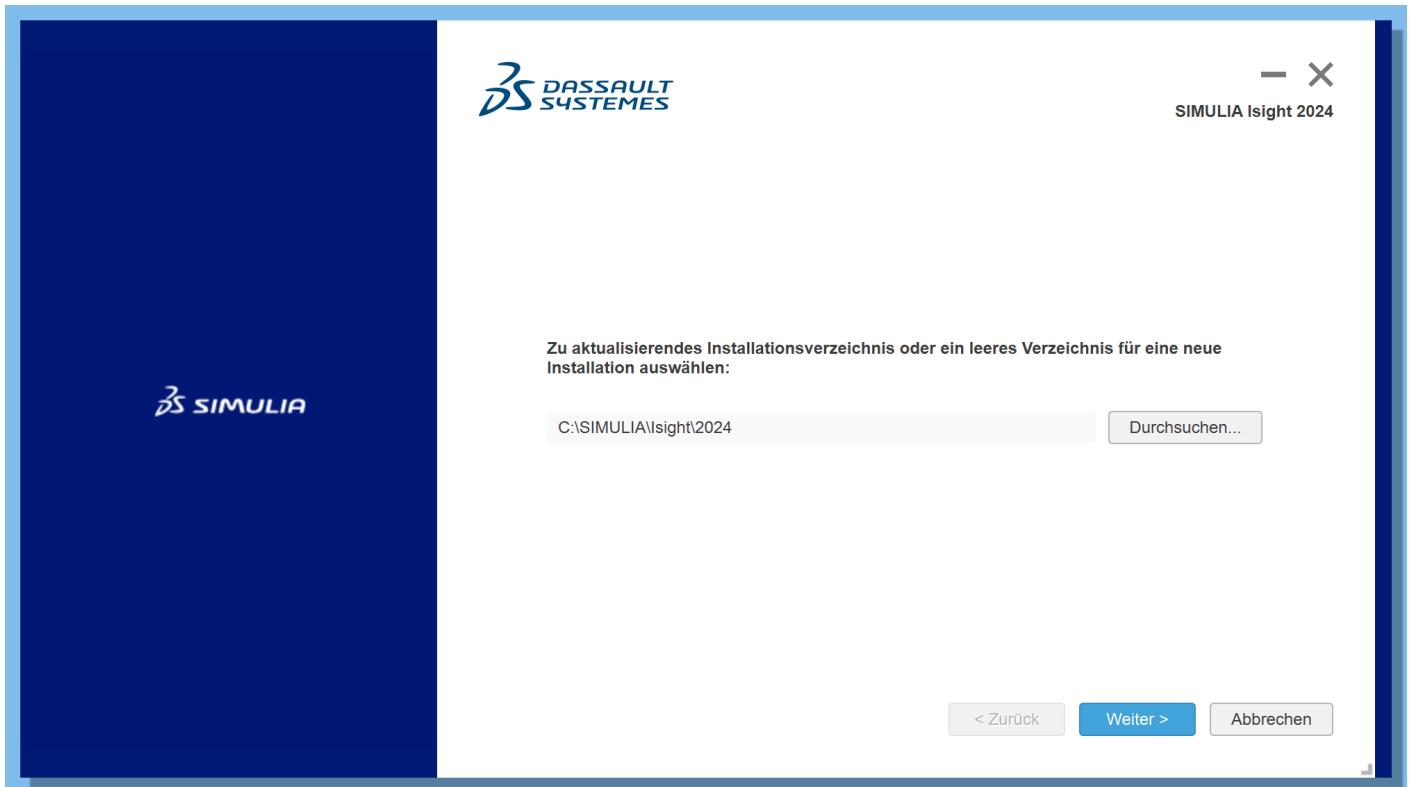 DASSAULT
SYSTEMES
SIMULIA Isight 2024
Zu aktualisierendes Installationsverzeichnis oder ein leeres Verzeichnis für eine neue
Installation auswählen:
SIMULIA
C:\SIMULIA\Isight\2024
Durchsuchen...
< Zurück
Weiter >
Abbrechen